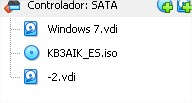 Controlador: SATA
Windows 7.vdi
KB3AIK_ES.iso
-2.vdi